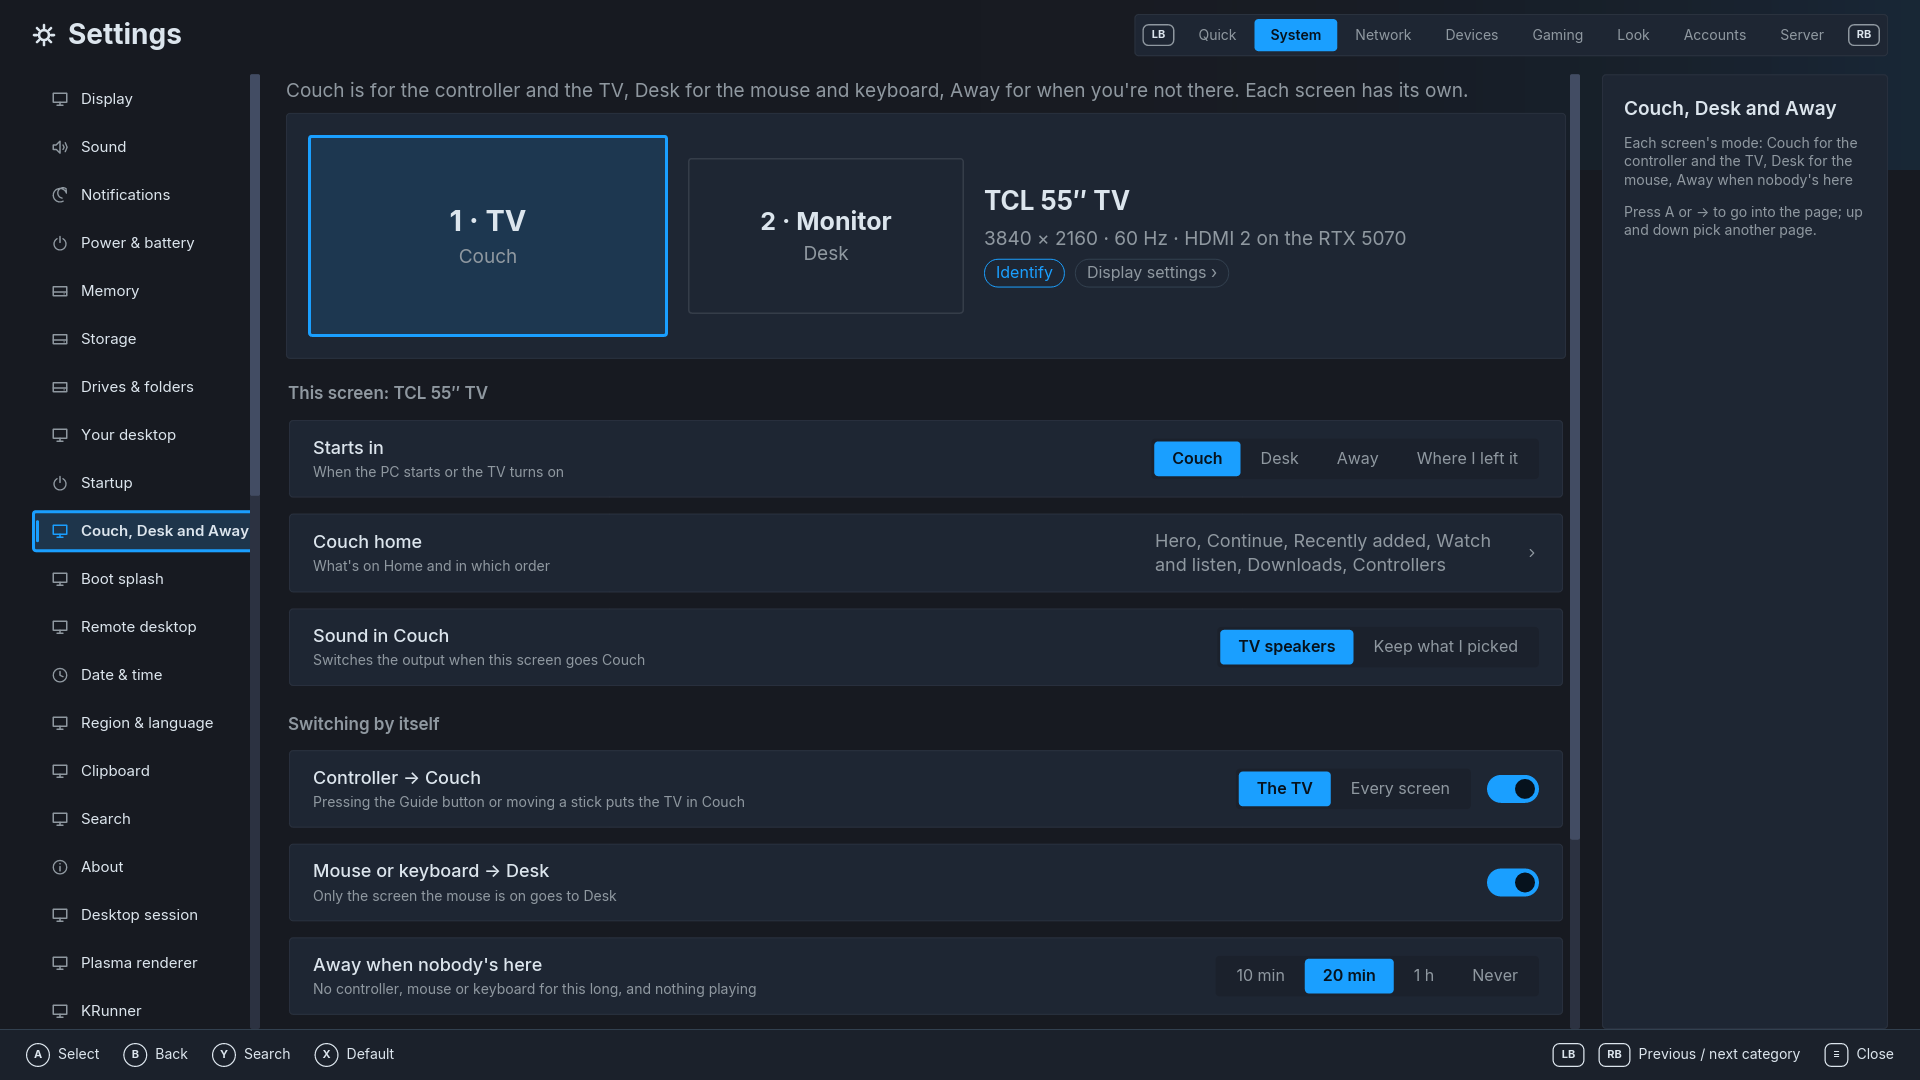 Settings
LB Quick System Network Devices Gaming Look Accounts Server RB
Display
Sound
Notifications
Power & battery
Memory
Storage
Drives & folders
Your desktop
Startup
Couch, Desk and Away
Boot splash
Remote desktop
Date & time
Region & language
Clipboard
Search
About
Desktop session
Plasma renderer
KRunner
Couch is for the controller and the TV, Desk for the mouse and keyboard, Away for when you're not there. Each screen has its own.
1 · TV
Couch
2 · Monitor
Desk
TCL 55″ TV
3840 × 2160 · 60 Hz · HDMI 2 on the RTX 5070
Identify Display settings ›
This screen: TCL 55″ TV
Starts in
When the PC starts or the TV turns on
Couch Desk Away Where I left it
Couch home
What's on Home and in which order
Hero, Continue, Recently added, Watch
and listen, Downloads, Controllers ›
Sound in Couch
Switches the output when this screen goes Couch
TV speakers Keep what I picked
Switching by itself
Controller → Couch
Pressing the Guide button or moving a stick puts the TV in Couch
The TV Every screen
Mouse or keyboard → Desk
Only the screen the mouse is on goes to Desk
Away when nobody's here
No controller, mouse or keyboard for this long, and nothing playing
10 min 20 min 1 h Never
Couch, Desk and Away
Each screen's mode: Couch for the
controller and the TV, Desk for the
mouse, Away when nobody's here
Press A or → to go into the page; up
and down pick another page.
A Select B Back Y Search X Default
LB RB Previous / next category ≡ Close